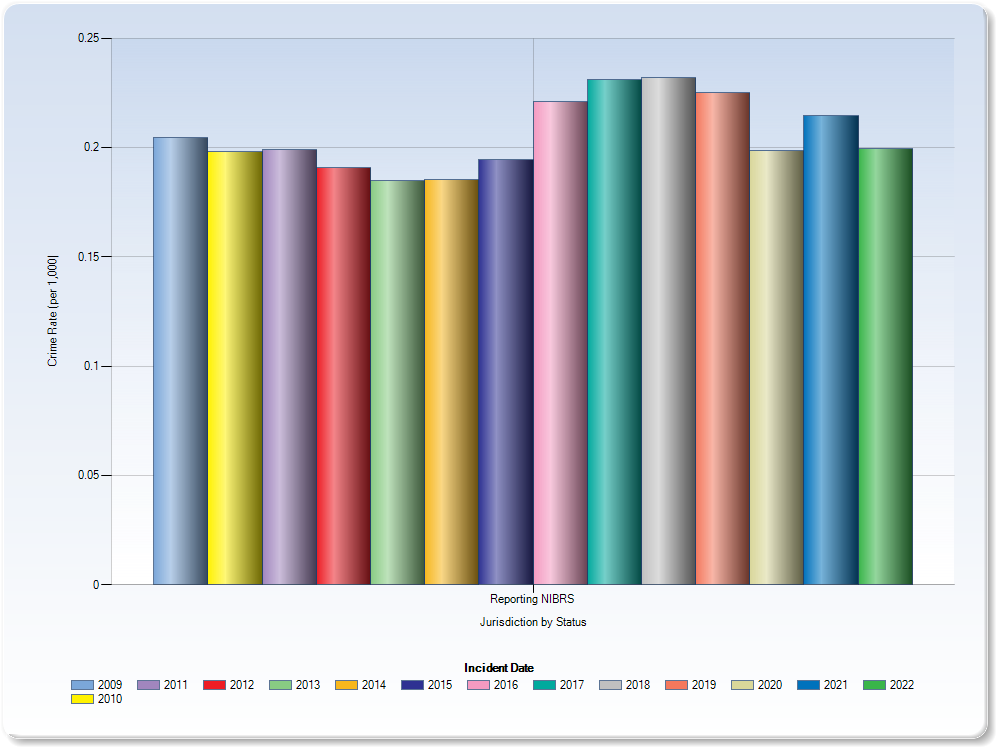 0.25
0.2
0.15
0.1
0.05
0
Crime Rate (per 1,000)
Reporting NIBRS
Jurisdiction by Status
Incident Date
2009 2011 2012 2013 2014 2015 2016 2017 2018 2019 2020 2021 2022
2010